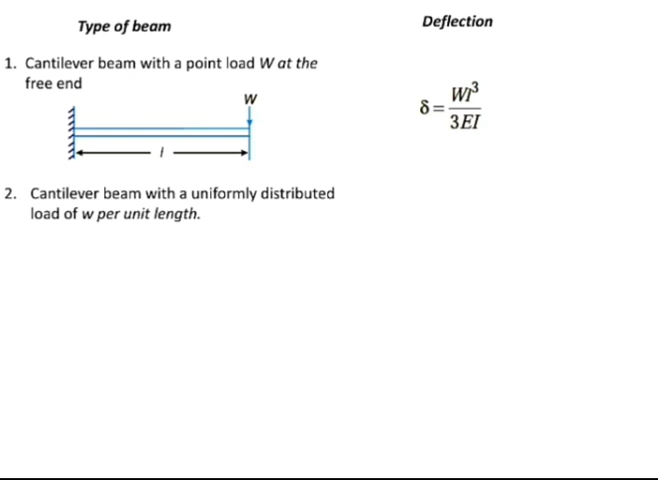 Type of beam
Deflection
1. Cantilever beam with a point load W at the
free end
W
l
δ = Wl³ / 3EI
2. Cantilever beam with a uniformly distributed
load of w per unit length.